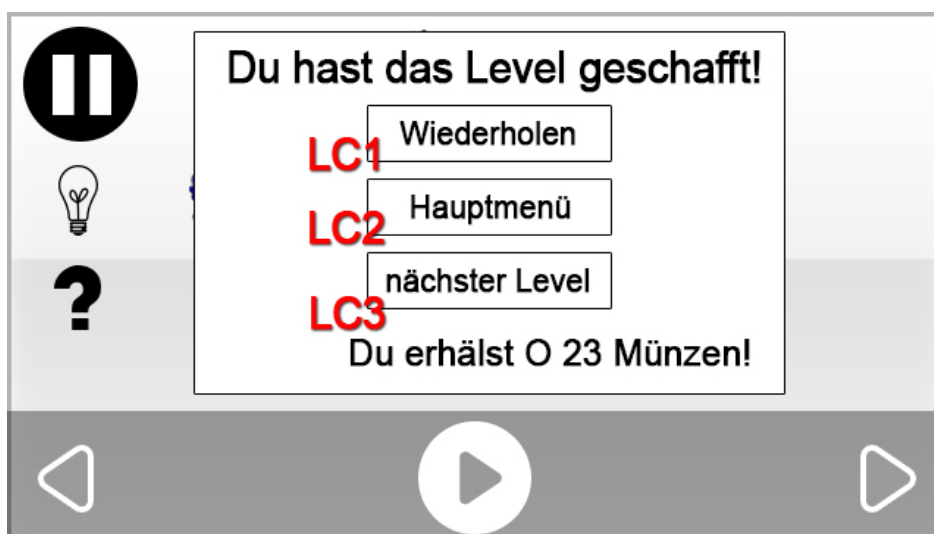 Du hast das Level geschafft!
Wiederholen
LC1
Hauptmenü
LC2
nächster Level
LC3
Du erhälst O 23 Münzen!
?